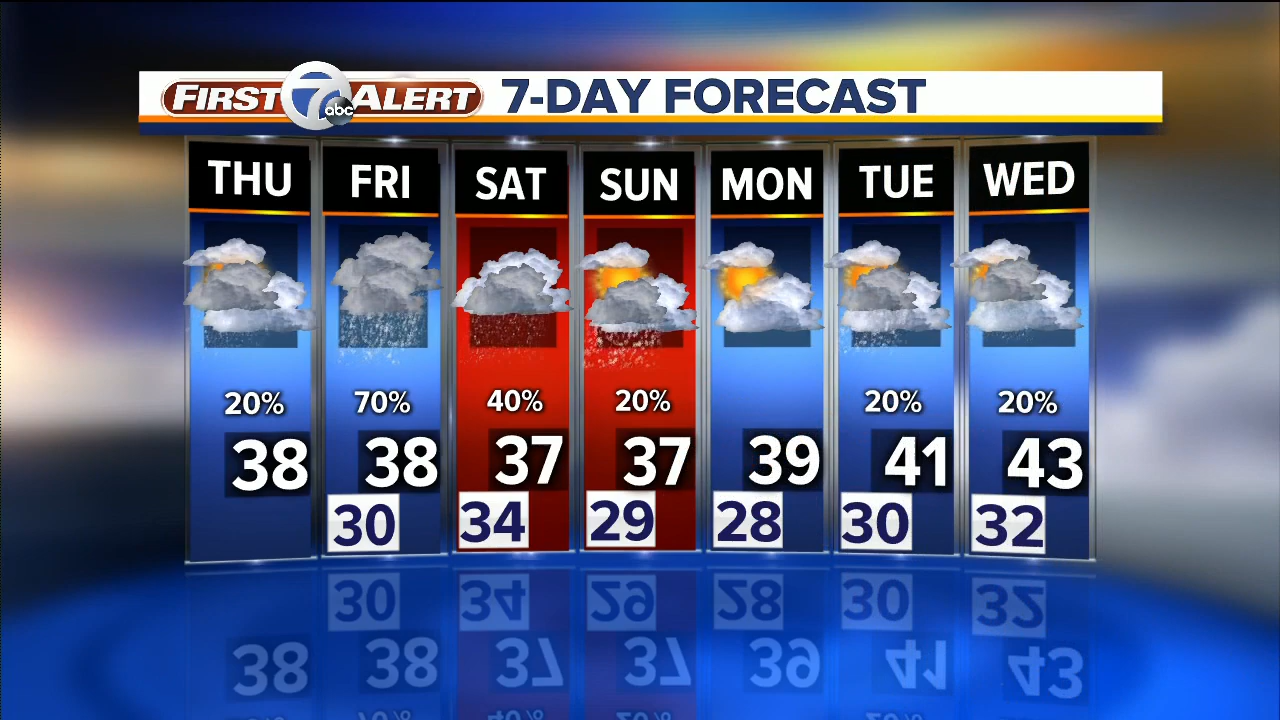 FIRST 7 abc ALERT 7-DAY FORECAST
THU FRI SAT SUN MON TUE WED
20% 70% 40% 20% 20% 20%
38 38 37 37 39 41 43
30 34 29 28 30 32